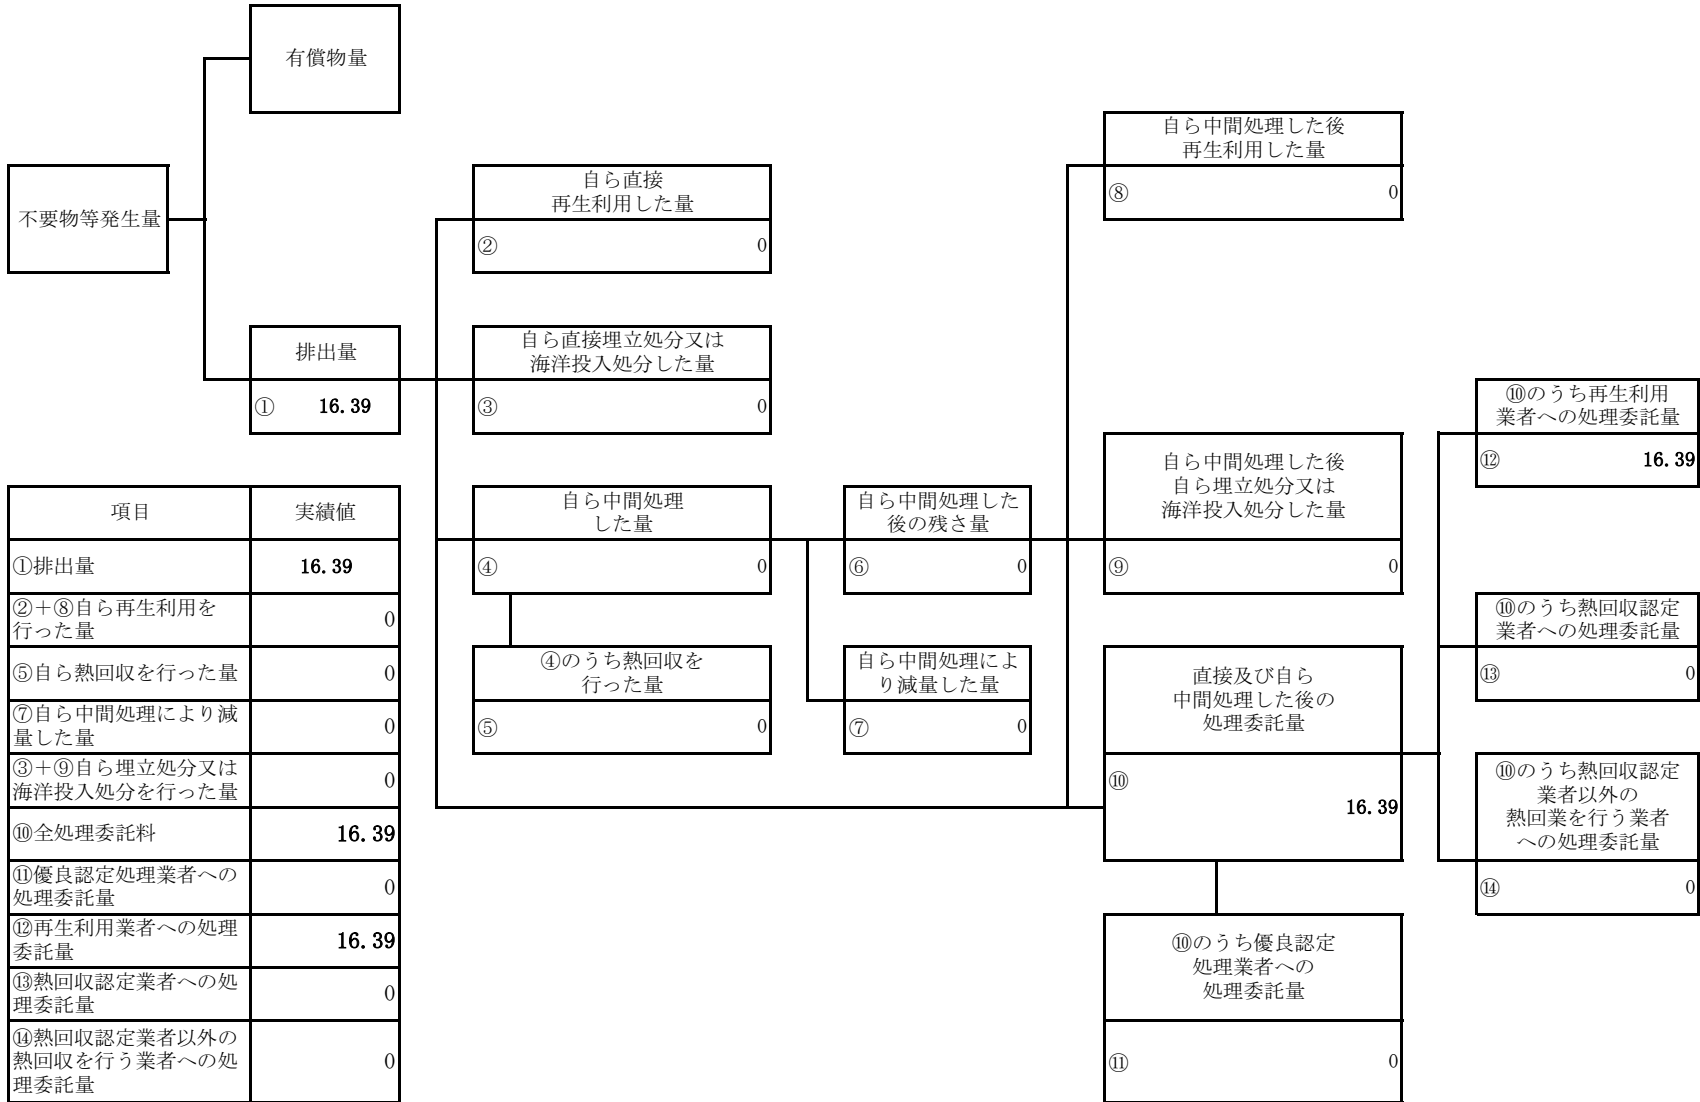 有償物量
不要物等発生量
排出量
① 16.39
自ら直接
再生利用した量
② 0
自ら直接埋立処分又は
海洋投入処分した量
③ 0
自ら中間処理
した量
④ 0
④のうち熱回収を
行った量
⑤ 0
自ら中間処理した
後の残さ量
⑥ 0
自ら中間処理によ
り減量した量
⑦ 0
自ら中間処理した後
再生利用した量
⑧ 0
自ら中間処理した後
自ら埋立処分又は
海洋投入処分した量
⑨ 0
直接及び自ら
中間処理した後の
処理委託量
⑩
16.39
⑩のうち優良認定
処理業者への
処理委託量
⑪ 0
⑩のうち再生利用
業者への処理委託量
⑫ 16.39
⑩のうち熱回収認定
業者への処理委託量
⑬ 0
⑩のうち熱回収認定
業者以外の
熱回業を行う業者
への処理委託量
⑭ 0
項目 実績値
①排出量 16.39
②+⑧自ら再生利用を
行った量 0
⑤自ら熱回収を行った量 0
⑦自ら中間処理により減
量した量 0
③+⑨自ら埋立処分又は
海洋投入処分を行った量 0
⑩全処理委託料 16.39
⑪優良認定処理業者への
処理委託量 0
⑫再生利用業者への処理
委託量 16.39
⑬熱回収認定業者への処
理委託量 0
⑭熱回収認定業者以外の
熱回収を行う業者への処
理委託量 0